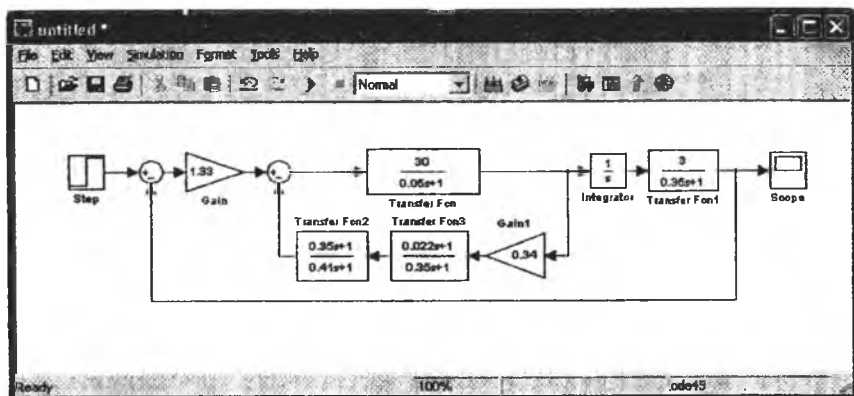 untitled *
File Edit View Simulation Format Tools Help
Normal
Step
1.33
Gain
30
0.05s+1
Transfer Fcn
1
s
Integrator
3
0.36s+1
Transfer Fcn1
Scope
Transfer Fcn2
0.35s+1
0.41s+1
Transfer Fcn3
0.022s+1
0.35s+1
Gain1
0.34
Ready
100%
ode45